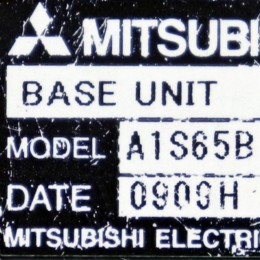 MITSUBI
BASE UNIT
MODEL A1S65B
DATE 0909H
MITSUBISHI ELECTRI